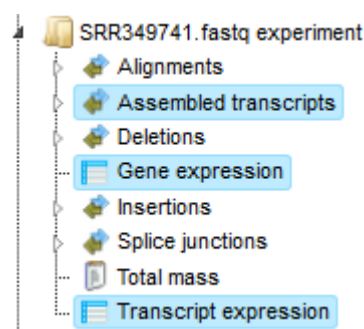 SRR349741.fastq experiment
Alignments
Assembled transcripts
Deletions
Gene expression
Insertions
Splice junctions
Total mass
Transcript expression